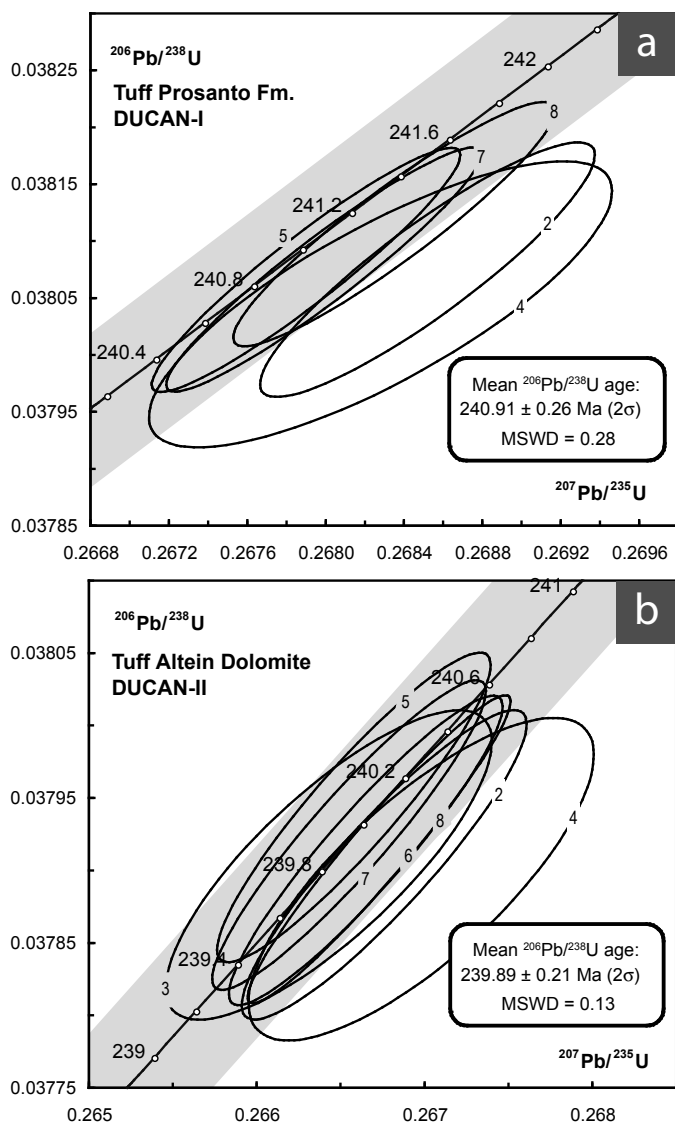 a
²⁰⁶Pb/²³⁸U
Tuff Prosanto Fm.
DUCAN-I
0.03825
0.03815
0.03805
0.03795
0.03785
242
241.6
241.2
240.8
240.4
8
7
5
2
4
Mean ²⁰⁶Pb/²³⁸U age:
240.91 ± 0.26 Ma (2σ)
MSWD = 0.28
²⁰⁷Pb/²³⁵U
0.2668 0.2672 0.2676 0.2680 0.2684 0.2688 0.2692 0.2696
b
²⁰⁶Pb/²³⁸U
Tuff Altein Dolomite
DUCAN-II
0.03805
0.03795
0.03785
0.03775
241
240.6
240.2
239.8
239.4
239
5
2
4
8
6
7
3
Mean ²⁰⁶Pb/²³⁸U age:
239.89 ± 0.21 Ma (2σ)
MSWD = 0.13
²⁰⁷Pb/²³⁵U
0.265 0.266 0.267 0.268